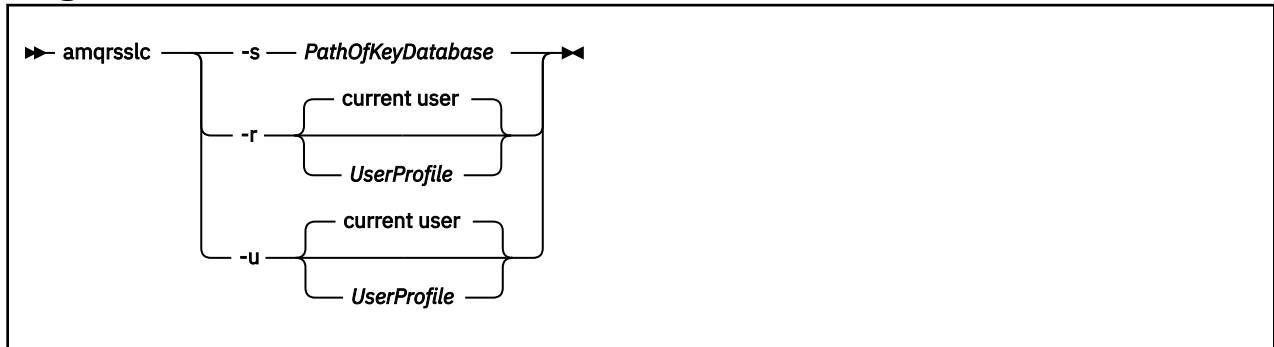 amqrsslc -s PathOfKeyDatabase
current user
-r
UserProfile
current user
-u
UserProfile